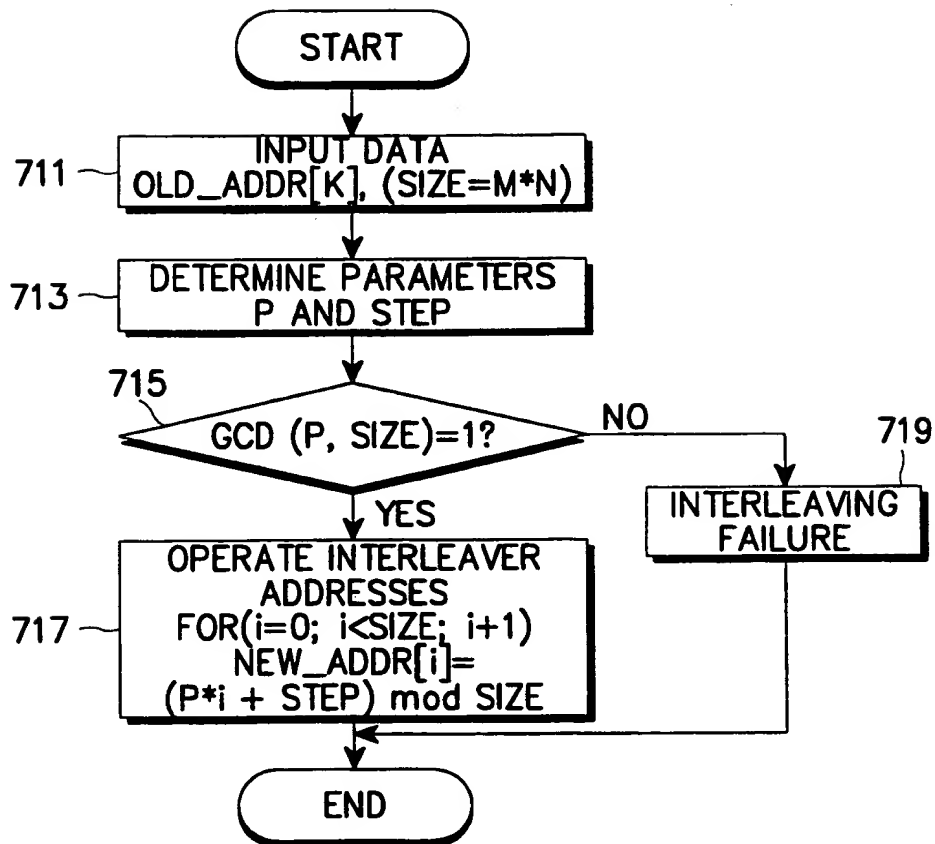 START
711
INPUT DATA
OLD_ADDR[K], (SIZE=M*N)
713
DETERMINE PARAMETERS
P AND STEP
715
GCD (P, SIZE)=1?
NO
719
INTERLEAVING
FAILURE
YES
717
OPERATE INTERLEAVER
ADDRESSES
FOR(i=0; i<SIZE; i+1)
NEW_ADDR[i]=
(P*i + STEP) mod SIZE
END